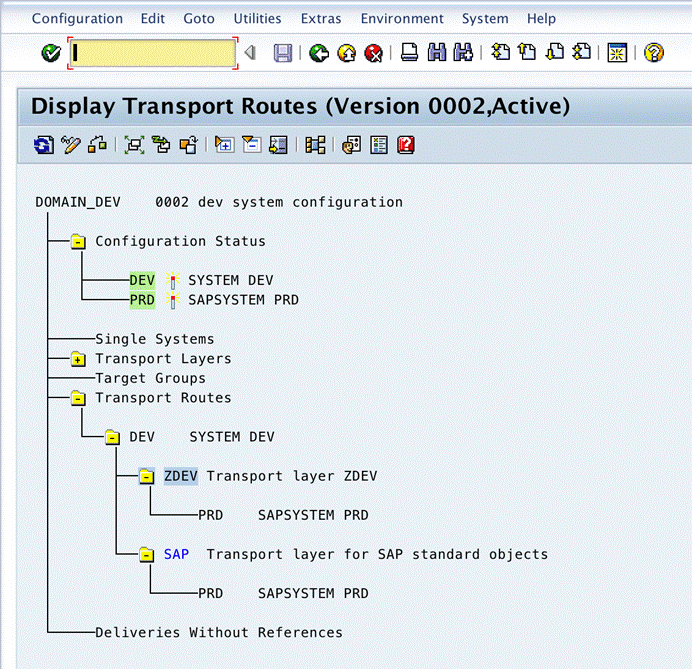 Configuration Edit Goto Utilities Extras Environment System Help
Display Transport Routes (Version 0002,Active)
DOMAIN_DEV 0002 dev system configuration
Configuration Status
DEV SYSTEM DEV
PRD SAPSYSTEM PRD
Single Systems
Transport Layers
Target Groups
Transport Routes
DEV SYSTEM DEV
ZDEV Transport layer ZDEV
PRD SAPSYSTEM PRD
SAP Transport layer for SAP standard objects
PRD SAPSYSTEM PRD
Deliveries Without References